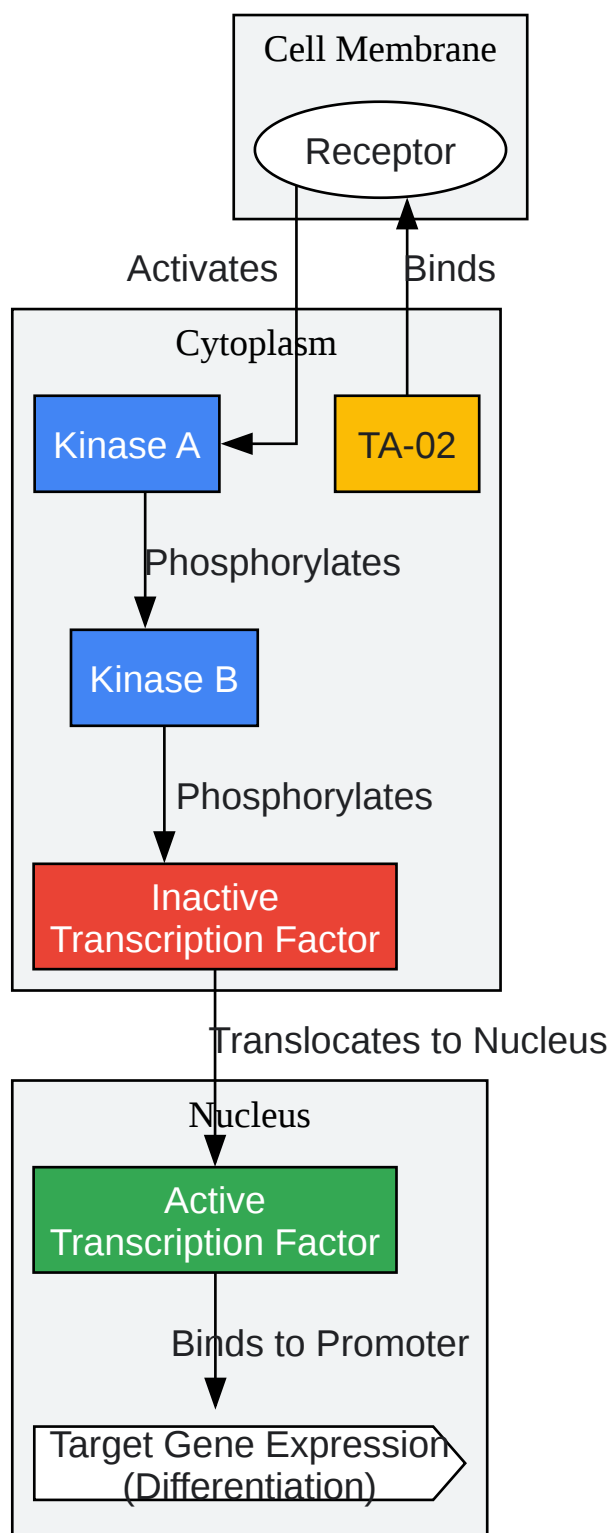 Cell Membrane
Receptor
Activates
Binds
Cytoplasm
Kinase A
TA-02
Phosphorylates
Kinase B
Phosphorylates
Inactive
Transcription Factor
Translocates to Nucleus
Nucleus
Active
Transcription Factor
Binds to Promoter
Target Gene Expression
(Differentiation)